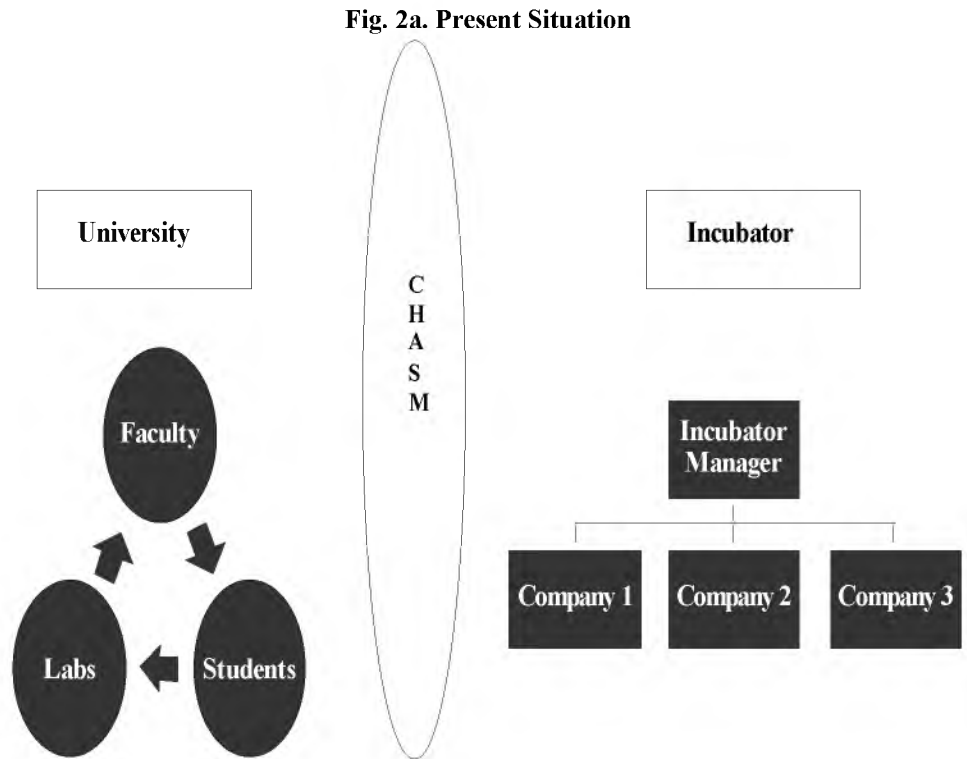 Fig. 2a. Present Situation
University
C
H
A
S
M
Incubator
Faculty
Labs
Students
Incubator
Manager
Company 1
Company 2
Company 3